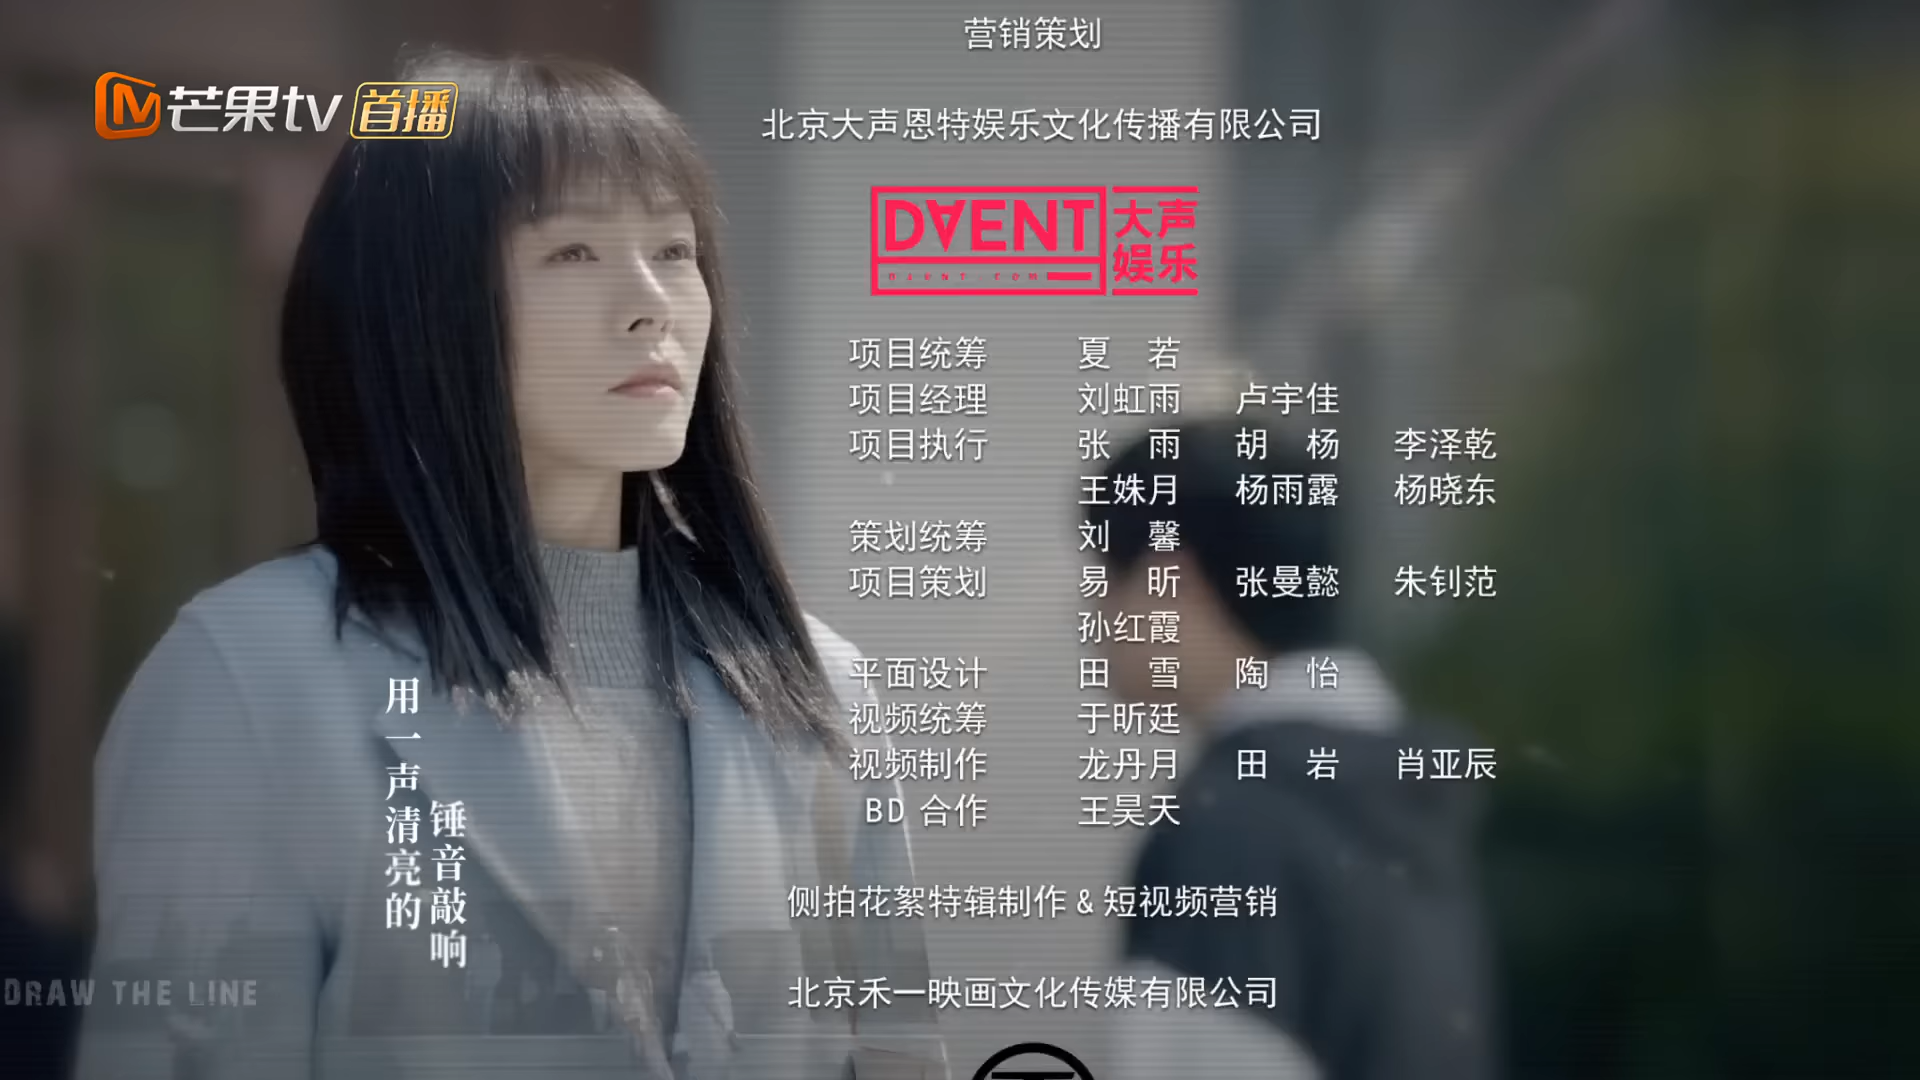 营销策划
芒果tv 首播
北京大声恩特娱乐文化传播有限公司
DAENT 大声娱乐
DAENT.COM
项目统筹 夏 若
项目经理 刘虹雨 卢宇佳
项目执行 张 雨 胡 杨 李泽乾
王姝月 杨雨露 杨晓东
策划统筹 刘 馨
项目策划 易 昕 张曼懿 朱钊范
孙红霞
平面设计 田 雪 陶 怡
视频统筹 于昕廷
视频制作 龙丹月 田 岩 肖亚辰
BD 合作 王昊天
用一声清亮的
锤音敲响
侧拍花絮特辑制作 & 短视频营销
北京禾一映画文化传媒有限公司
DRAW THE LINE